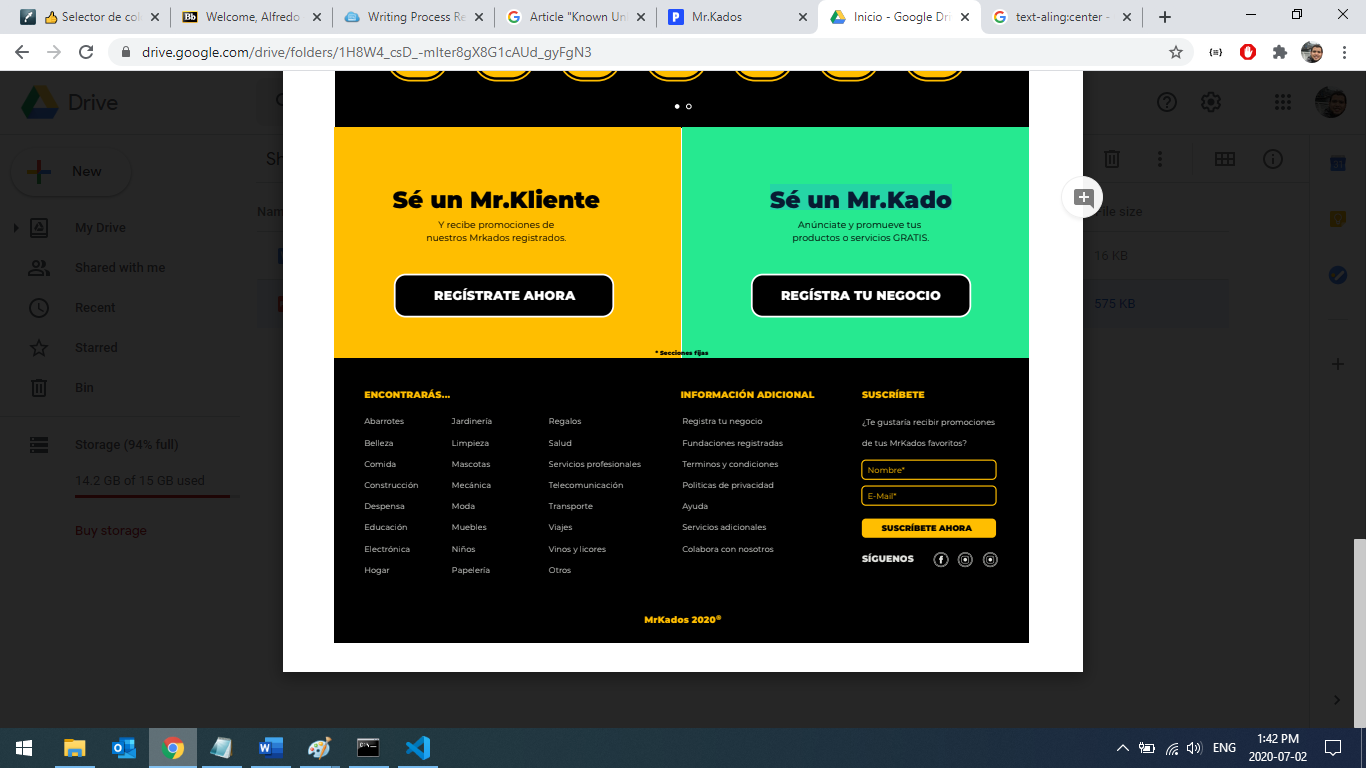 👍 Selector de col
Welcome, Alfredo
Writing Process Re
Article "Known Un
Mr.Kados
Inicio - Google Dri
text-aling:center -
drive.google.com/drive/folders/1H8W4_csD_-mIter8gX8G1cAUd_gyFgN3
Drive
New
My Drive
Shared with me
Recent
Starred
Bin
Storage (94% full)
14.2 GB of 15 GB used
Buy storage
File size
16 KB
575 KB
Sé un Mr.Kliente
Y recibe promociones de
nuestros Mrkados registrados.
REGÍSTRATE AHORA
Sé un Mr.Kado
Anúnciate y promueve tus
productos o servicios GRATIS.
REGÍSTRA TU NEGOCIO
* Secciones fijas
ENCONTRARÁS...
Abarrotes
Belleza
Comida
Construcción
Despensa
Educación
Electrónica
Hogar
Jardinería
Limpieza
Mascotas
Mecánica
Moda
Muebles
Niños
Papelería
Regalos
Salud
Servicios profesionales
Telecomunicación
Transporte
Viajes
Vinos y licores
Otros
INFORMACIÓN ADICIONAL
Registra tu negocio
Fundaciones registradas
Terminos y condiciones
Politicas de privacidad
Ayuda
Servicios adicionales
Colabora con nosotros
SUSCRÍBETE
¿Te gustaría recibir promociones
de tus MrKados favoritos?
Nombre*
E-Mail*
SUSCRÍBETE AHORA
SÍGUENOS
MrKados 2020®
ENG
1:42 PM
2020-07-02